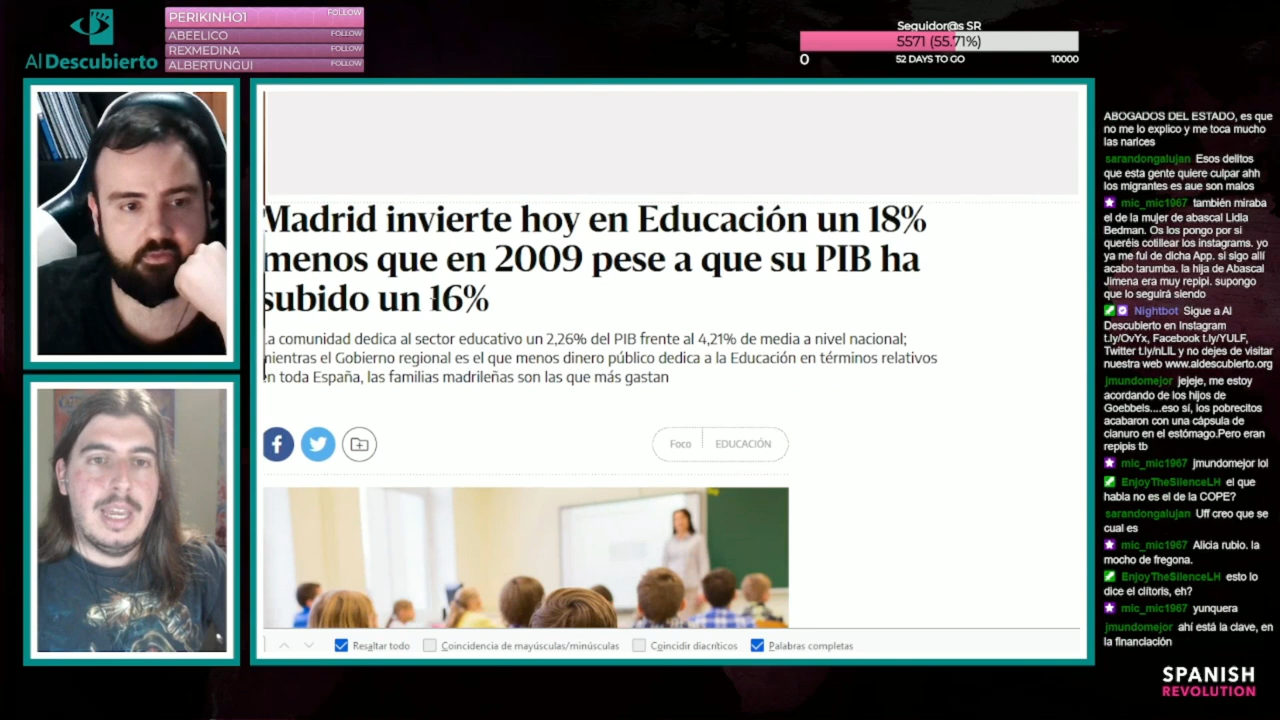 Al Descubierto
PERIKINHO1 FOLLOW
ABEELICO FOLLOW
REXMEDINA FOLLOW
ALBERTUNGUI FOLLOW
Seguidor@s SR
5571 (55.71%)
0 52 DAYS TO GO 10000
Madrid invierte hoy en Educación un 18%
menos que en 2009 pese a que su PIB ha
subido un 16%
La comunidad dedica al sector educativo un 2,26% del PIB frente al 4,21% de media a nivel nacional;
mientras el Gobierno regional es el que menos dinero público dedica a la Educación en términos relativos
en toda España, las familias madrileñas son las que más gastan
Foco EDUCACIÓN
Resaltar todo Coincidencia de mayúsculas/minúsculas Coincidir diacríticos Palabras completas
ABOGADOS DEL ESTADO, es que
no me lo explico y me toca mucho
las narices
sarandongalujan Esos delitos
que esta gente quiere culpar ahh
los migrantes es aue son malos
mic_mic1967 también miraba
el de la mujer de abascal Lidia
Bedman. Os los pongo por si
queréis cotillear los instagrams. yo
ya me fui de dicha App. si sigo allí
acabo tarumba. la hija de Abascal
Jimena era muy repipi. supongo
que lo seguirá siendo
Nightbot Sigue a Al
Descubierto en Instagram
t.ly/OvYx, Facebook t.ly/YULF,
Twitter t.ly/nLIL y no dejes de visitar
nuestra web www.aldescubierto.org
jmundomejor jejeje, me estoy
acordando de los hijos de
Goebbels....eso sí, los pobrecitos
acabaron con una cápsula de
cianuro en el estómago.Pero eran
repipis tb
mic_mic1967 jmundomejor lol
EnjoyTheSilenceLH el que
habla no es el de la COPE?
sarandongalujan Uff creo que se
cual es
mic_mic1967 Alicia rubio. la
mocho de fregona.
EnjoyTheSilenceLH esto lo
dice el clítoris, eh?
mic_mic1967 yunquera
jmundomejor ahí está la clave, en
la financiación
SPANISH
REVOLUTION